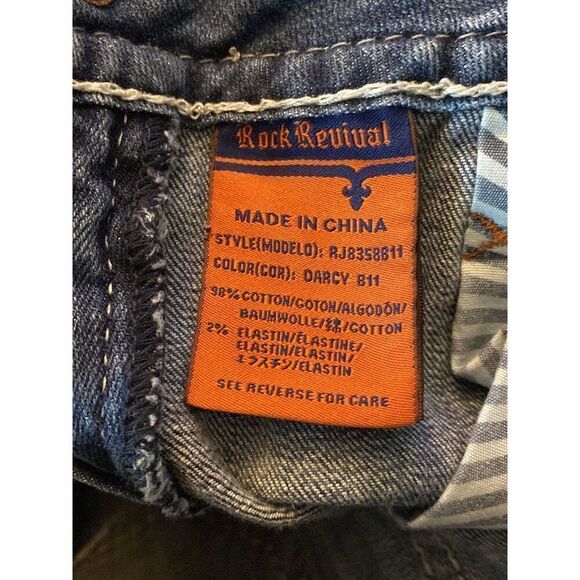 Rock Revival
MADE IN CHINA
STYLE(MODELO): RJ8358B11
COLOR(COR): DARCY B11
98% COTTON/COTON/ALGODÓN/
BAUMWOLLE/綿/COTTON
2% ELASTIN/ÉLASTINE/
ELASTIN/ELASTIN/
エラスチン/ELASTIN
SEE REVERSE FOR CARE